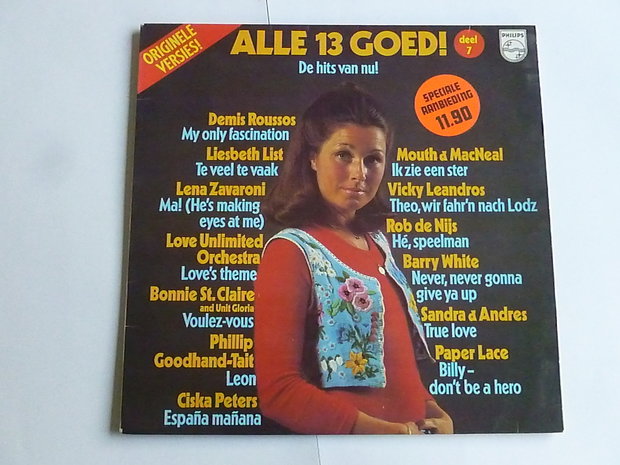 ORIGINELE
VERSIES!
ALLE 13 GOED!
deel
7
PHILIPS
De hits van nu!
SPECIALE
AANBIEDING
11.90
Demis Roussos
My only fascination
Liesbeth List
Te veel te vaak
Lena Zavaroni
Ma! (He's making
eyes at me)
Love Unlimited
Orchestra
Love's theme
Bonnie St. Claire
and Unit Gloria
Voulez-vous
Phillip
Goodhand-Tait
Leon
Ciska Peters
España mañana
Mouth & MacNeal
Ik zie een ster
Vicky Leandros
Theo, wir fahr'n nach Lodz
Rob de Nijs
Hé, speelman
Barry White
Never, never gonna
give ya up
Sandra & Andres
True love
Paper Lace
Billy –
don't be a hero